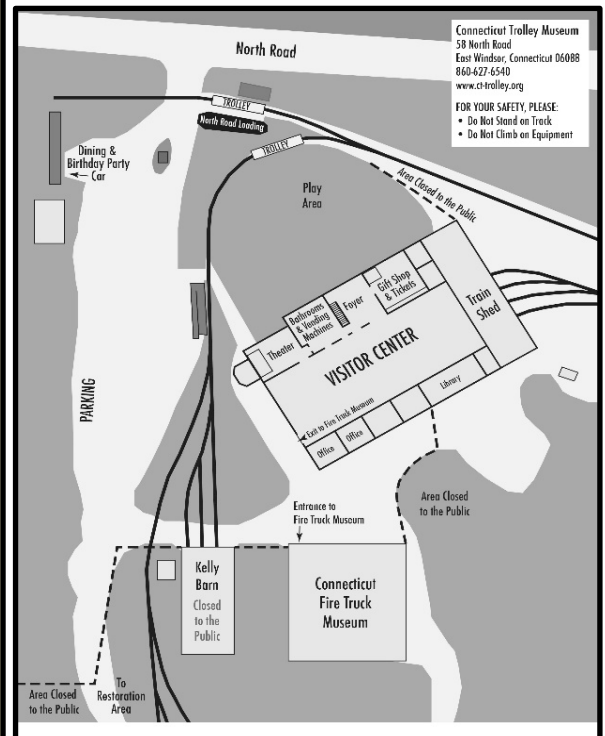 Connecticut Trolley Museum
58 North Road
East Windsor, Connecticut 06088
860-627-6540
www.ct-trolley.org
FOR YOUR SAFETY, PLEASE:
• Do Not Stand on Track
• Do Not Climb on Equipment
North Road
TROLLEY
North Road Loading
TROLLEY
Dining &
Birthday Party
Car
Play
Area
Area Closed to the Public
Gift Shop
& Tickets
Foyer
Bathrooms
& Vending
Machines
Theater
Train
Shed
VISITOR CENTER
Library
Exit to Fire Truck Museum
Office
Office
PARKING
Area Closed
to the Public
Entrance to
Fire Truck Museum
Kelly
Barn
Closed
to the
Public
Connecticut
Fire Truck
Museum
Area Closed
to the Public
To
Restoration
Area